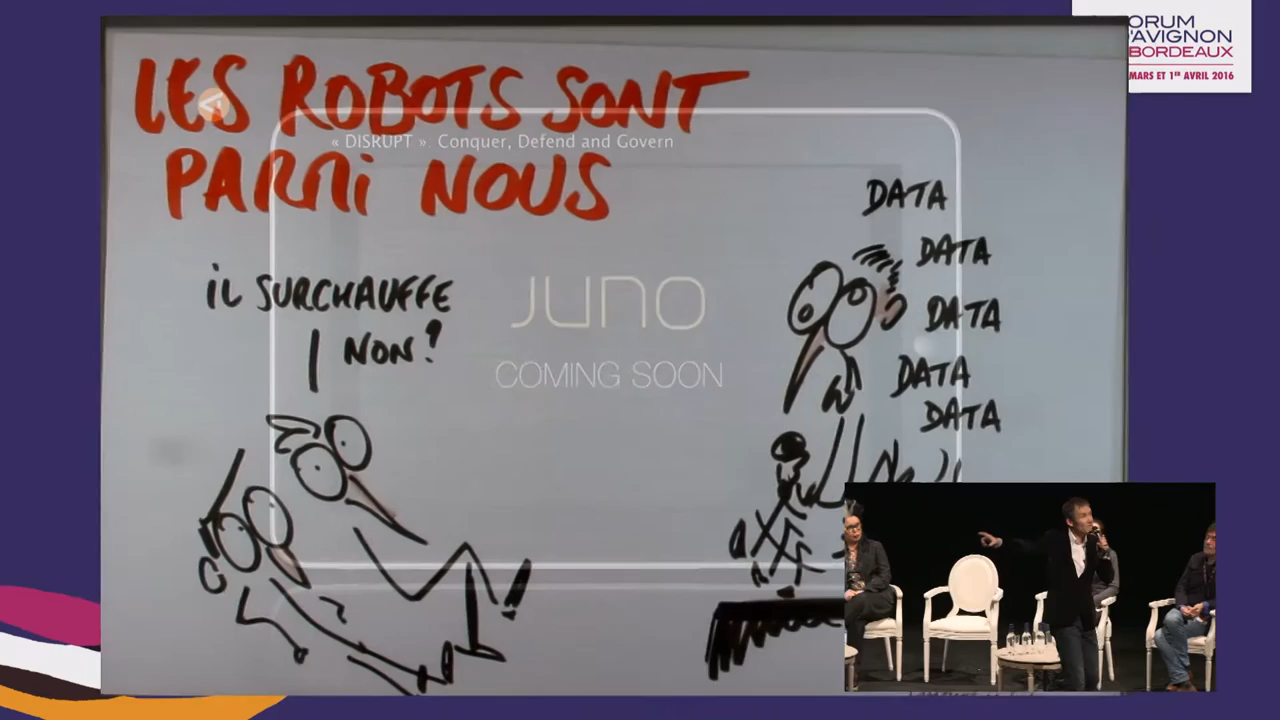 LES ROBOTS SONT
PARMI NOUS
« DISRUPT » : Conquer, Defend and Govern
IL SURCHAUFFE
NON?
JUNO
COMING SOON
DATA
DATA
DATA
DATA
DATA
ORUM
'AVIGNON
BORDEAUX
MARS ET 1ER AVRIL 2016